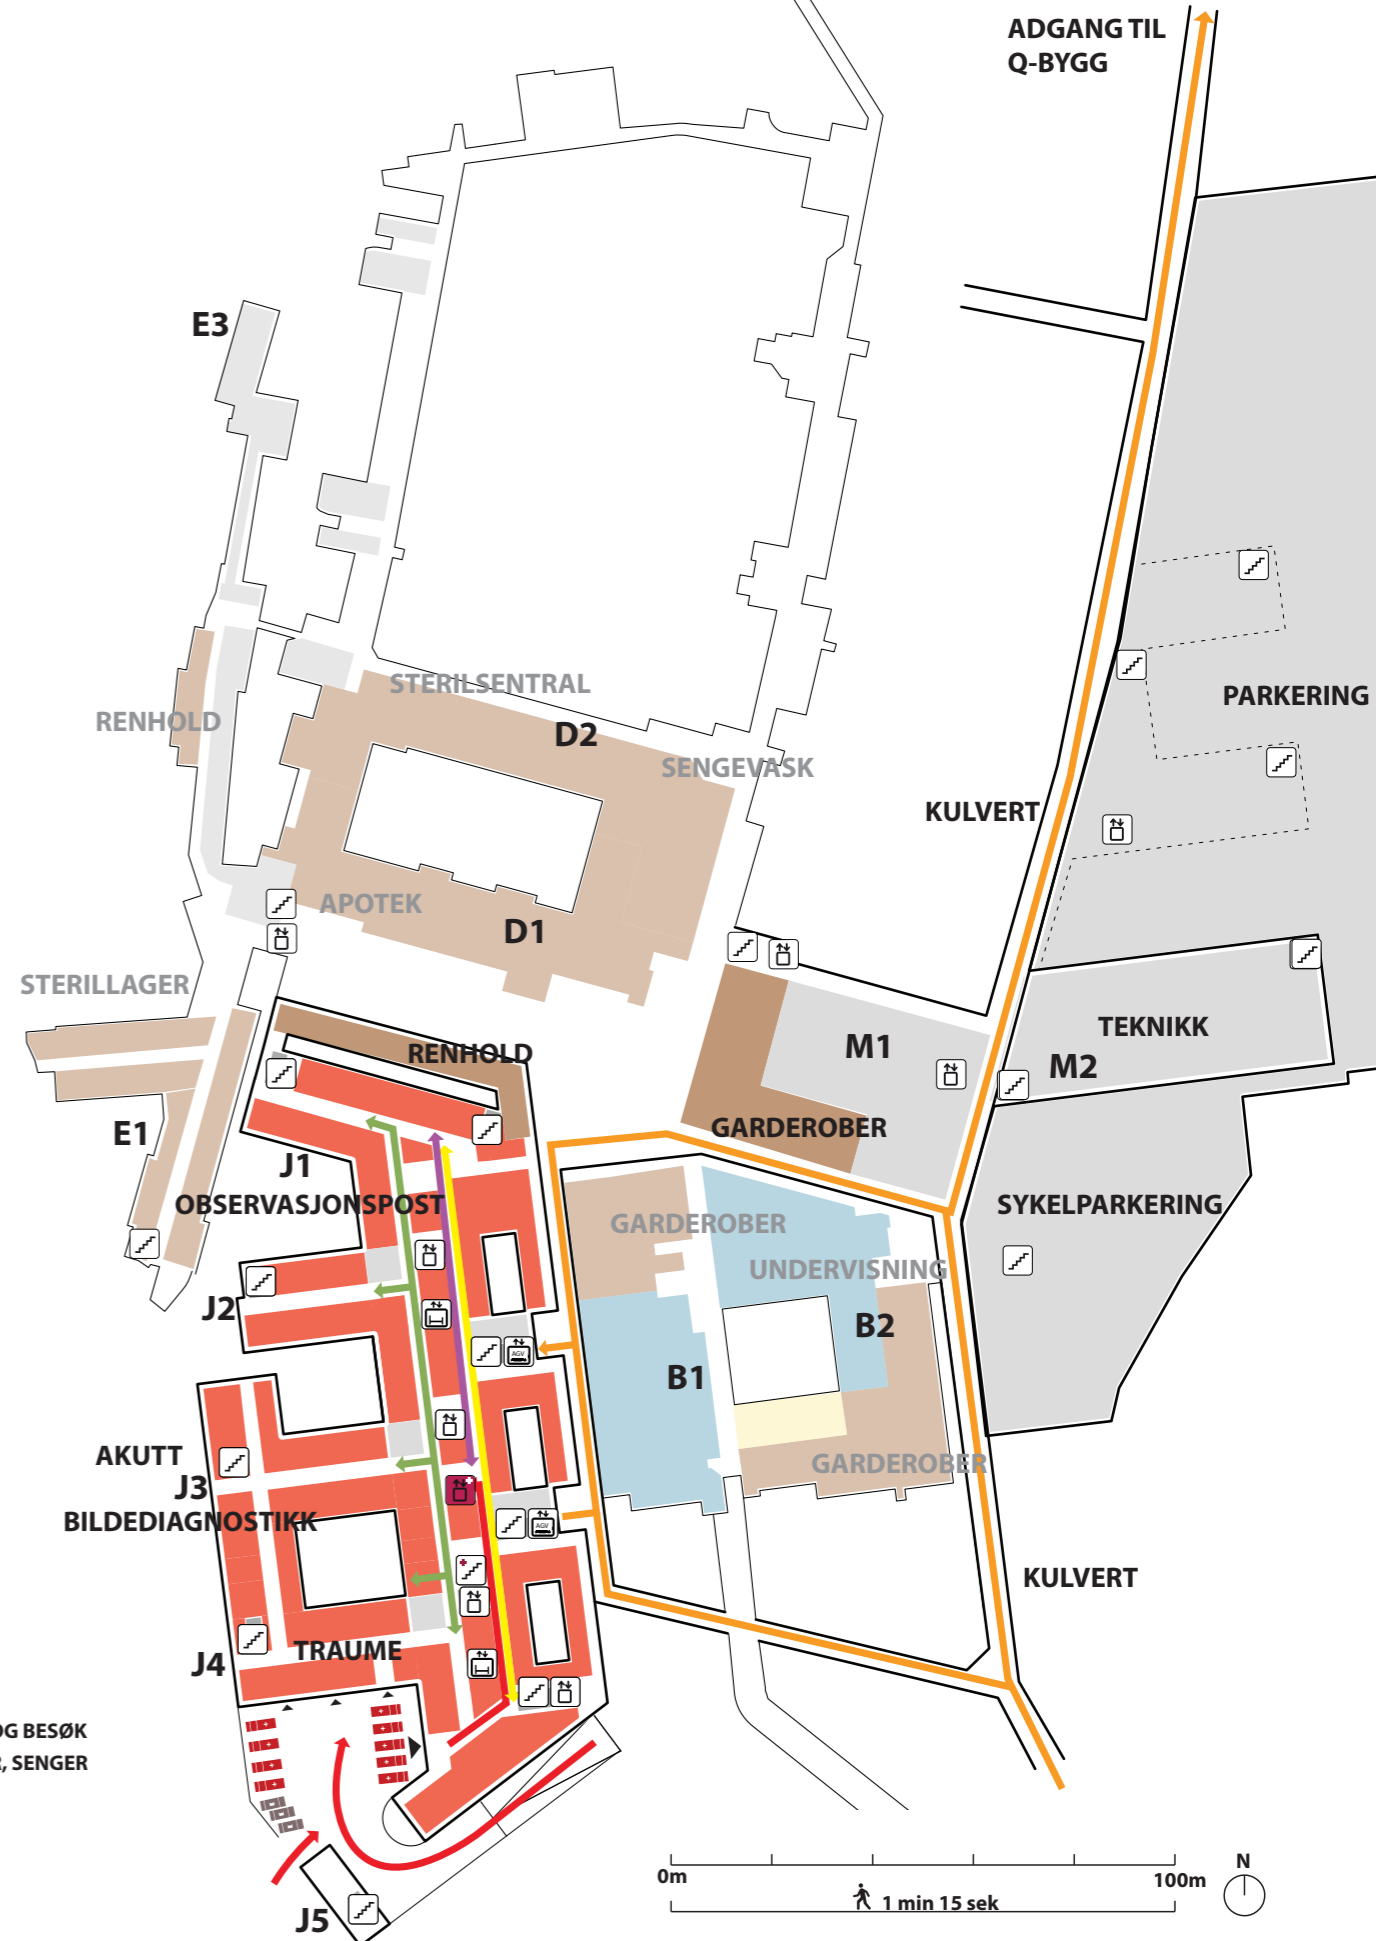 ADGANG TIL
Q-BYGG
E3
STERILSENTRAL
PARKERING
RENHOLD
D2
SENGEVASK
KULVERT
APOTEK
D1
STERILLAGER
TEKNIKK
M1
RENHOLD
M2
GARDEROBER
E1
J1
OBSERVASJONSPOST
SYKELPARKERING
GARDEROBER
UNDERVISNING
J2
B2
AGV
B1
AKUTT
GARDEROBER
J3
BILDEDIAGNOSTIKK
AGV
KULVERT
TRAUME
J4
OG BESØK
R, SENGER
N
0m
100m
1 min 15 sek
J5